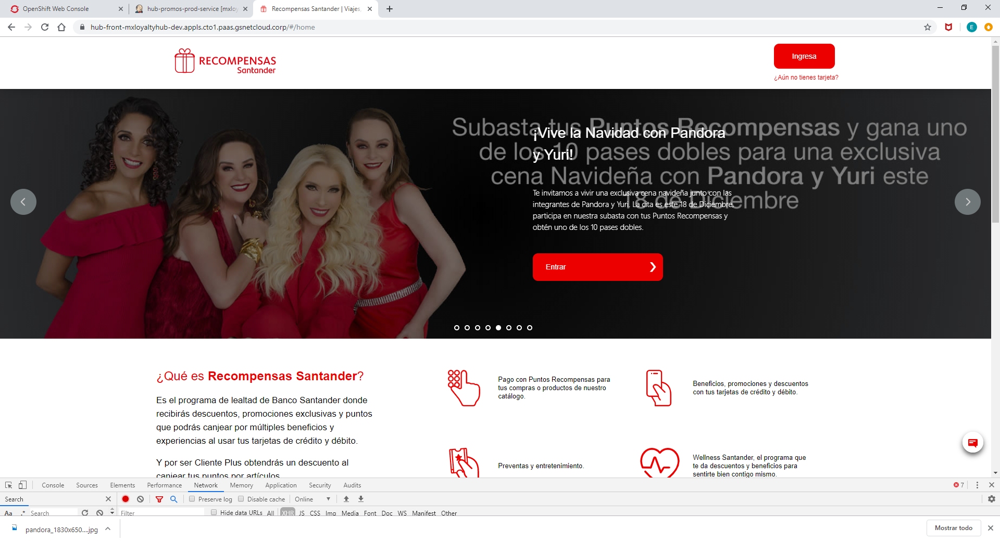 OpenShift Web Console
hub-promos-prod-service [mxloy
Recompensas Santander | Viajes,
hub-front-mxloyaltyhub-dev.appls.cto1.paas.gsnetcloud.corp/#/home
E
RECOMPENSAS
Santander
Ingresa
¿Aún no tienes tarjeta?
Subasta tus Puntos Recompensas y gana uno
de los 10 pases dobles para una exclusiva
cena Navideña con Pandora y Yuri este
18 de Diciembre
¡Vive la Navidad con Pandora
y Yuri!
Te invitamos a vivir una exclusiva cena navideña junto con las
integrantes de Pandora y Yuri. La cita es este 18 de Diciembre,
participa en nuestra subasta con tus Puntos Recompensas y
obtén uno de los 10 pases dobles.
Entrar
¿Qué es Recompensas Santander?
Es el programa de lealtad de Banco Santander donde
recibirás descuentos, promociones exclusivas y puntos
que podrás canjear por múltiples beneficios y
experiencias al usar tus tarjetas de crédito y débito.
Y por ser Cliente Plus obtendrás un descuento al
canjear tus puntos por artículos
Pago con Puntos Recompensas para
tus compras o productos de nuestro
catálogo.
Beneficios, promociones y descuentos
con tus tarjetas de crédito y débito.
Preventas y entretenimiento.
Wellness Santander, el programa que
te da descuentos y beneficios para
sentirte bien contigo mismo.
Console Sources Elements Performance Network Memory Application Security Audits 7
Search Preserve log Disable cache Online
Aa .* Search Filter Hide data URLs All XHR JS CSS Img Media Font Doc WS Manifest Other
pandora_1830x650....jpg
Mostrar todo